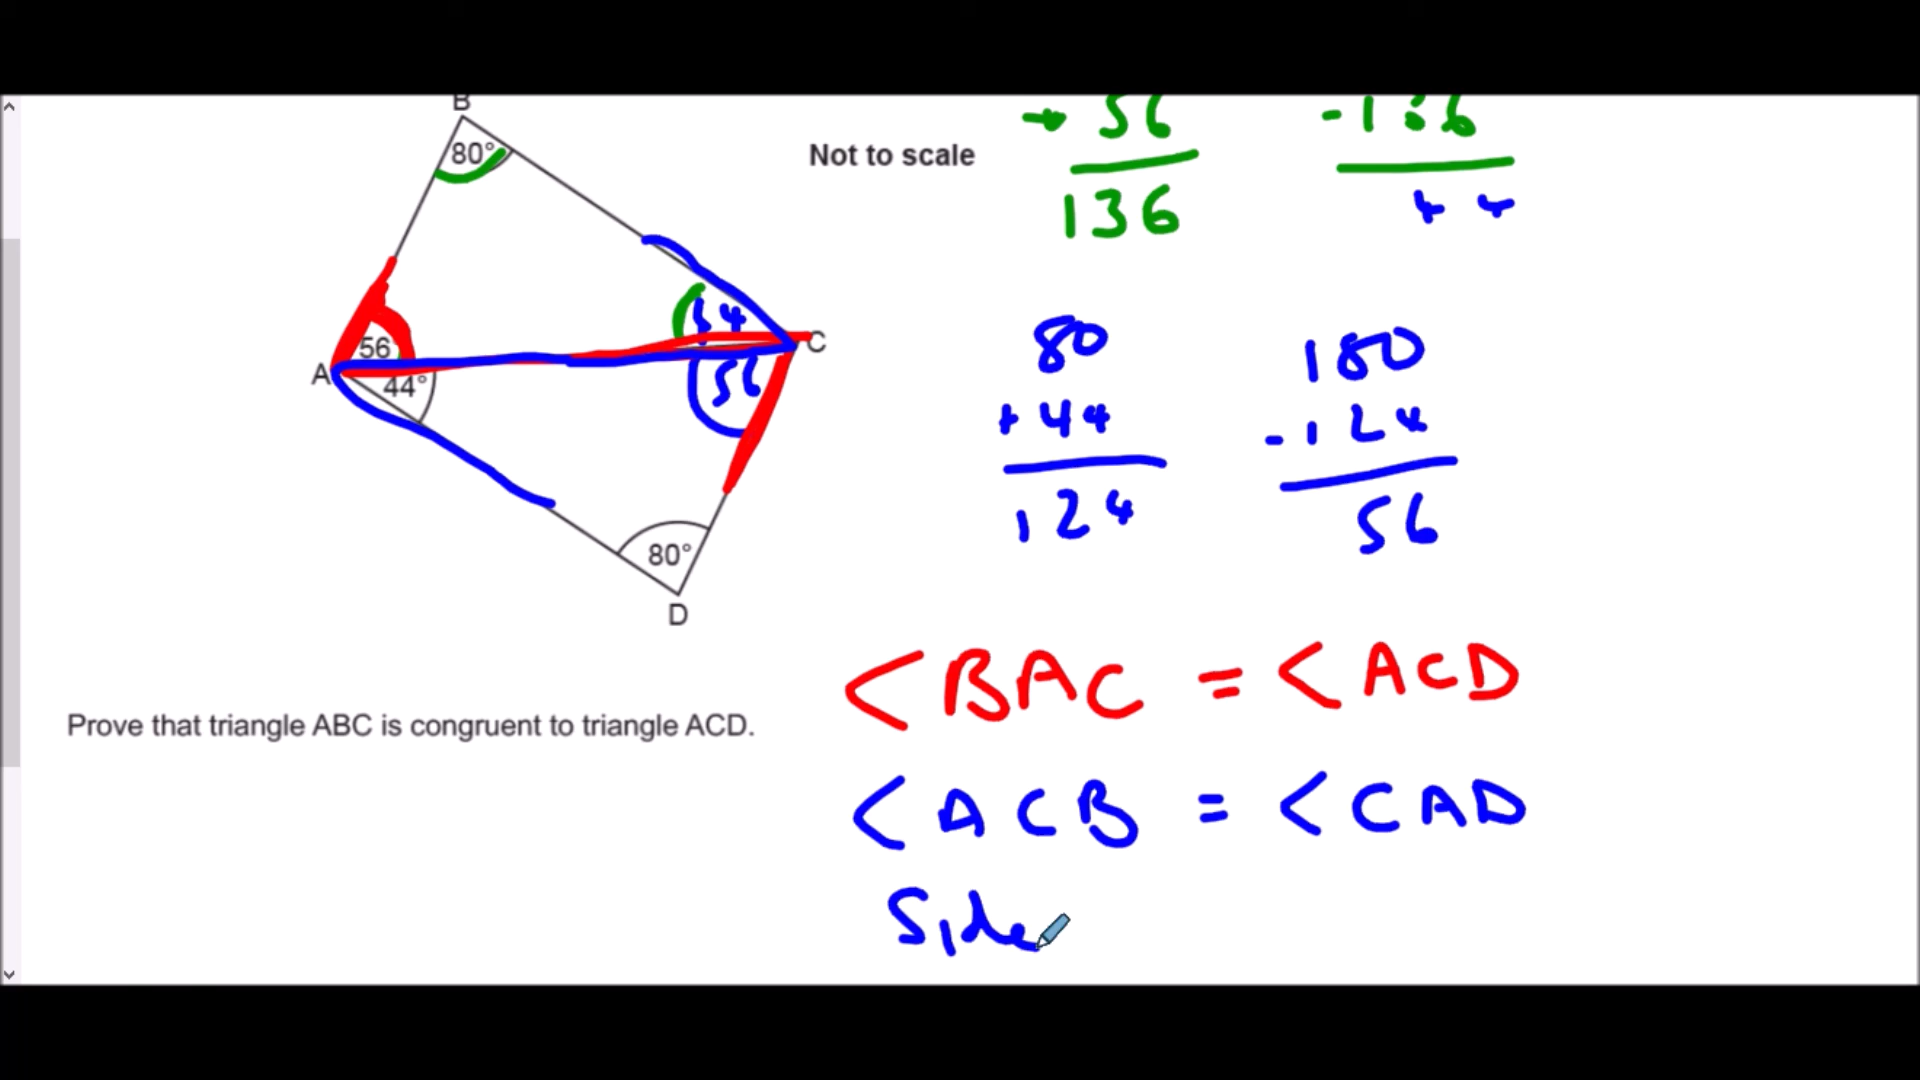 B
+ 56
- 136
80°
Not to scale
136
44
44
C
80
180
56
A
44°
56
+ 44
- 124
124
56
80°
D
< BAC = < ACD
Prove that triangle ABC is congruent to triangle ACD.
< ACB = < CAD
Side